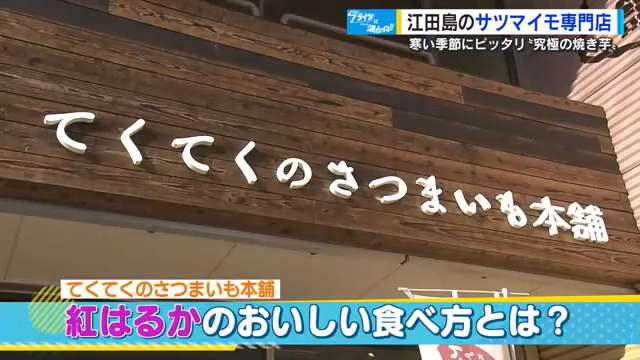 江田島のサツマイモ専門店
寒い季節にピッタリ〝究極の焼き芋〟
てくてくのさつまいも本舗
てくてくのさつまいも本舗
紅はるかのおいしい食べ方とは？